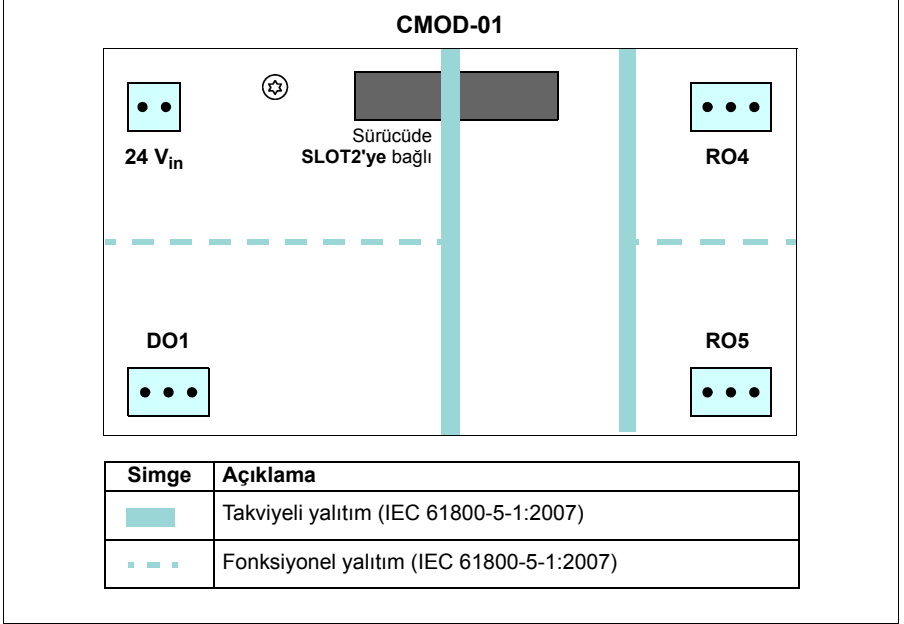 CMOD-01
24 Vin
Sürücüde
SLOT2'ye bağlı
RO4
DO1
RO5
Simge Açıklama
Takviyeli yalıtım (IEC 61800-5-1:2007)
Fonksiyonel yalıtım (IEC 61800-5-1:2007)